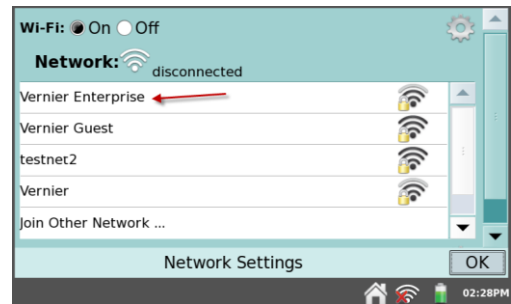 Wi-Fi: On Off
Network: disconnected
Vernier Enterprise
Vernier Guest
testnet2
Vernier
Join Other Network ...
Network Settings OK
02:28PM